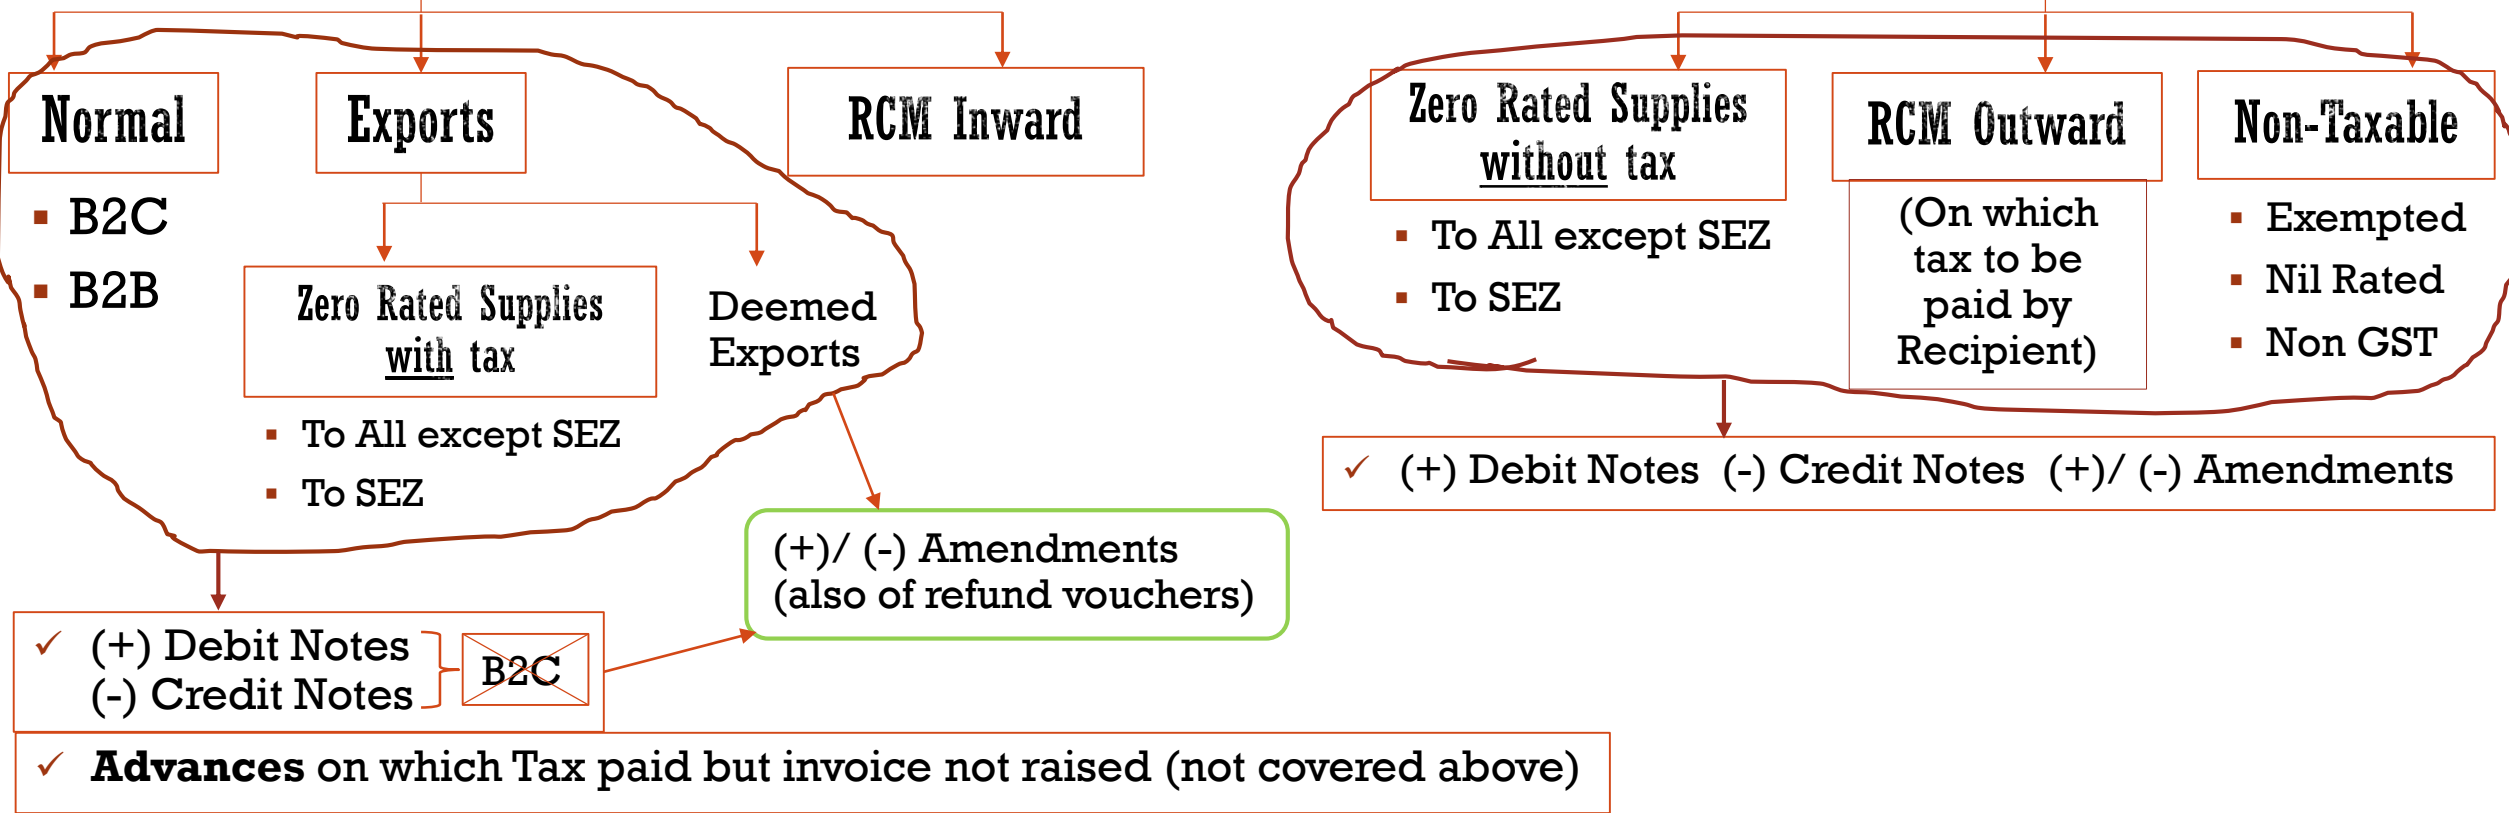 Normal
Exports
RCM Inward
B2C
B2B
Zero Rated Supplies
with tax
Deemed
Exports
To All except SEZ
To SEZ
(+)/ (-) Amendments
(also of refund vouchers)
(+) Debit Notes
(-) Credit Notes
B2C
Advances on which Tax paid but invoice not raised (not covered above)
Zero Rated Supplies
without tax
To All except SEZ
To SEZ
RCM Outward
(On which
tax to be
paid by
Recipient)
Non-Taxable
Exempted
Nil Rated
Non GST
(+) Debit Notes (-) Credit Notes (+)/ (-) Amendments